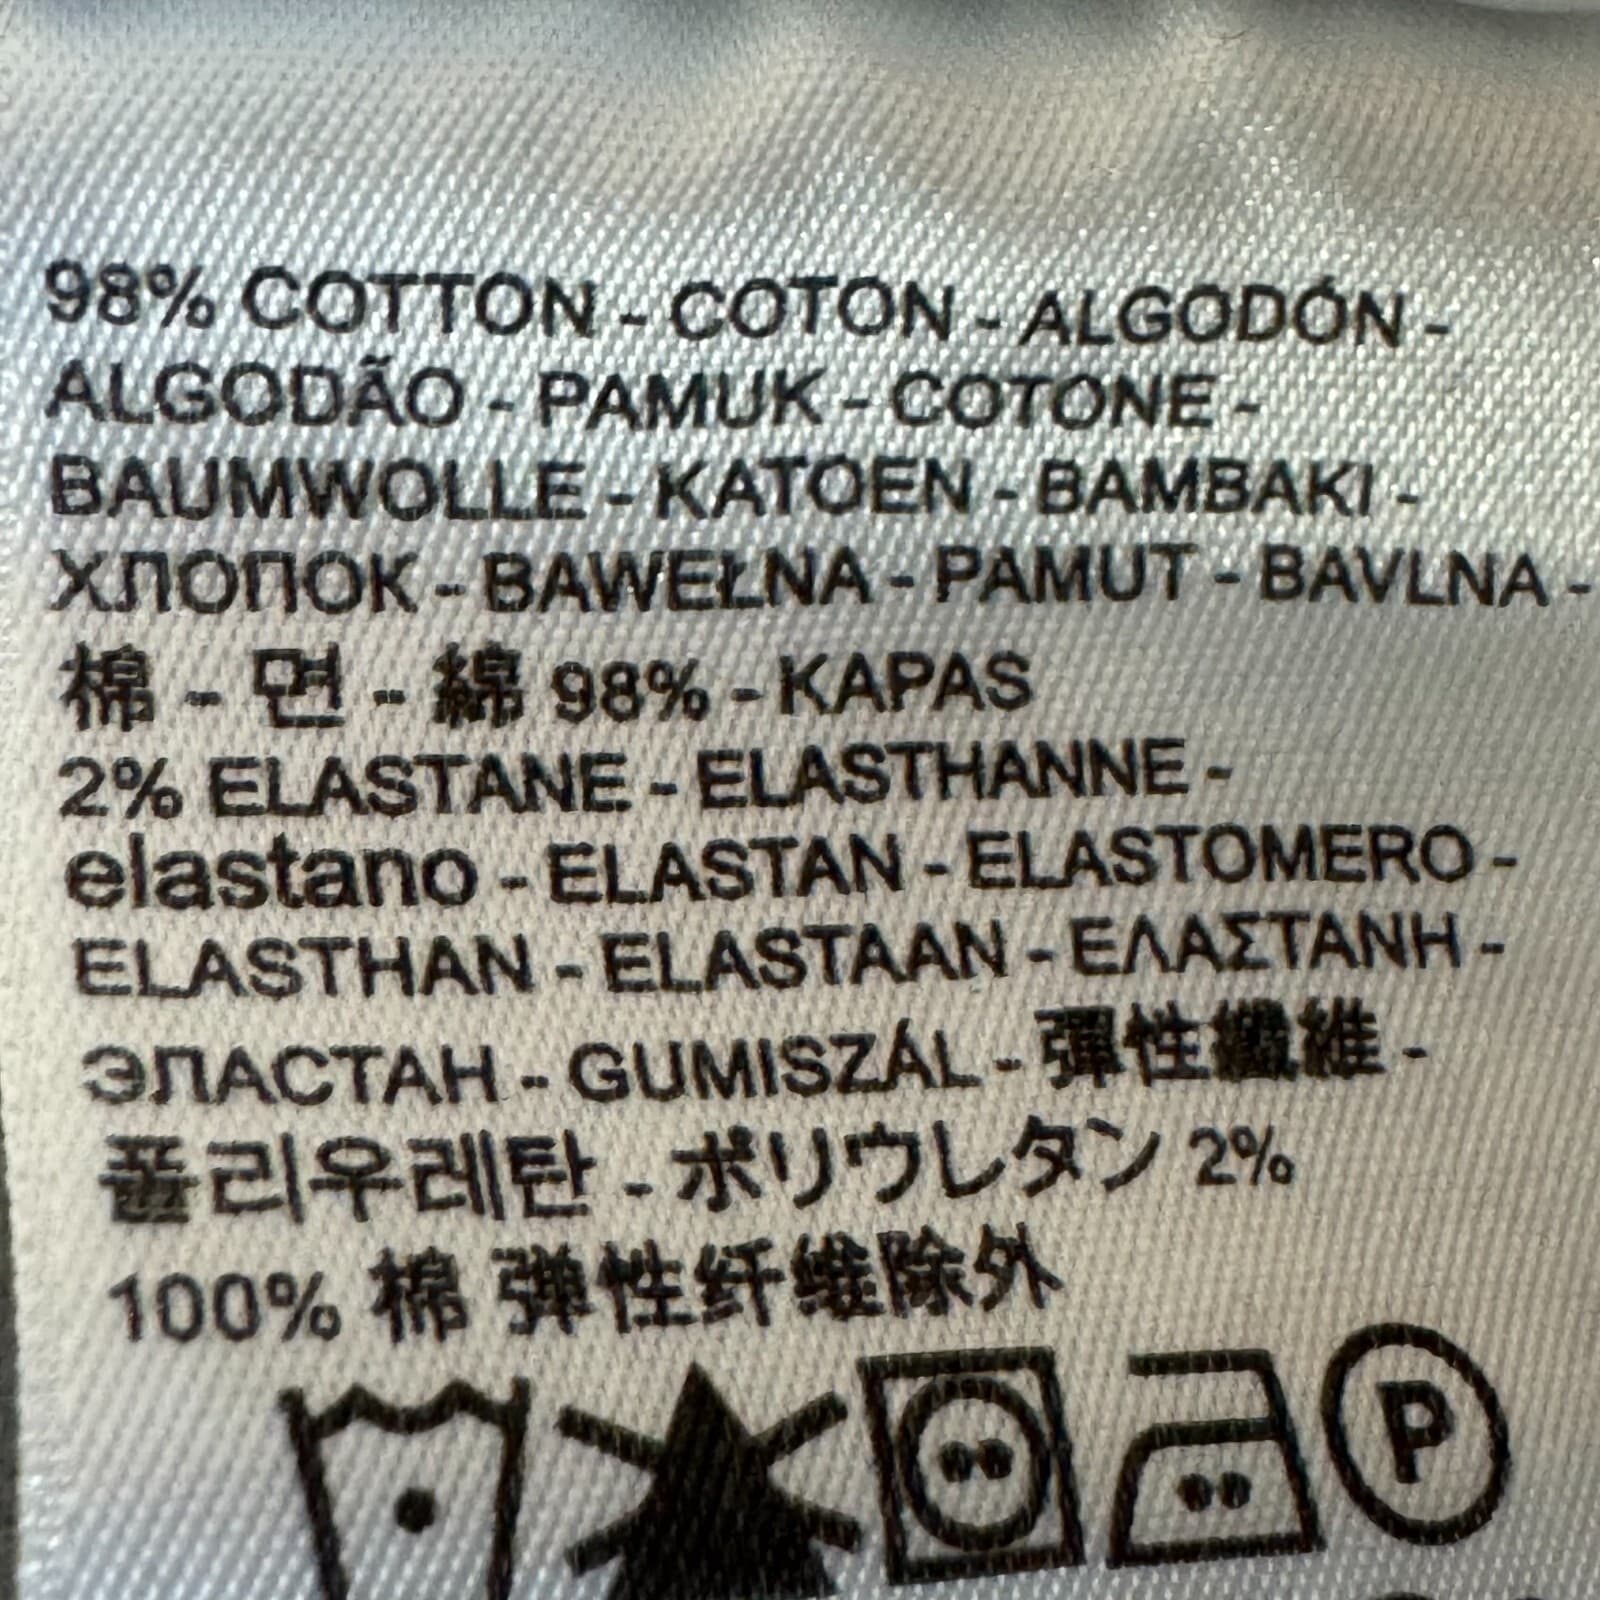 98% COTTON - COTON - ALGODÓN -
ALGODÃO - PAMUK - COTONE -
BAUMWOLLE - KATOEN - BAMBAKI -
ХЛОПОК - BAWEŁNA - PAMUT - BAVLNA -
棉 - 면 - 綿 98% - KAPAS
2% ELASTANE - ELASTHANNE -
elastano - ELASTAN - ELASTOMERO -
ELASTHAN - ELASTAAN - ΕΛΑΣΤΑΝΗ -
ЭЛАСТАН - GUMISZÁL - 彈性纖維 -
폴리우레탄 - ポリウレタン 2%
100% 棉 弹性纤维除外
P